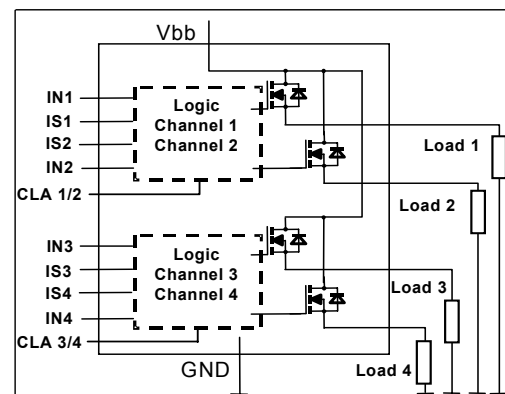 Vbb
IN1
IS1
IS2
IN2
CLA 1/2
Logic
Channel 1
Channel 2
Load 1
Load 2
IN3
IS3
IS4
IN4
CLA 3/4
Logic
Channel 3
Channel 4
Load 3
Load 4
GND